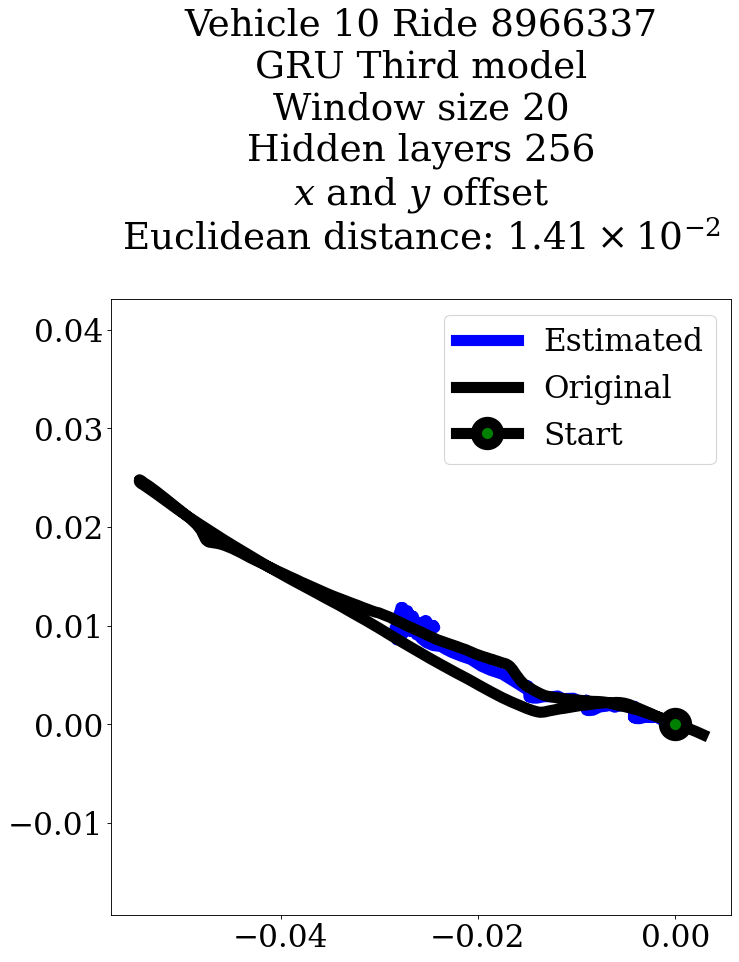 Vehicle 10 Ride 8966337
GRU Third model
Window size 20
Hidden layers 256
x and y offset
Euclidean distance: 1.41 × 10⁻²
0.04
0.03
0.02
0.01
0.00
−0.01
Estimated
Original
Start
−0.04 −0.02 0.00